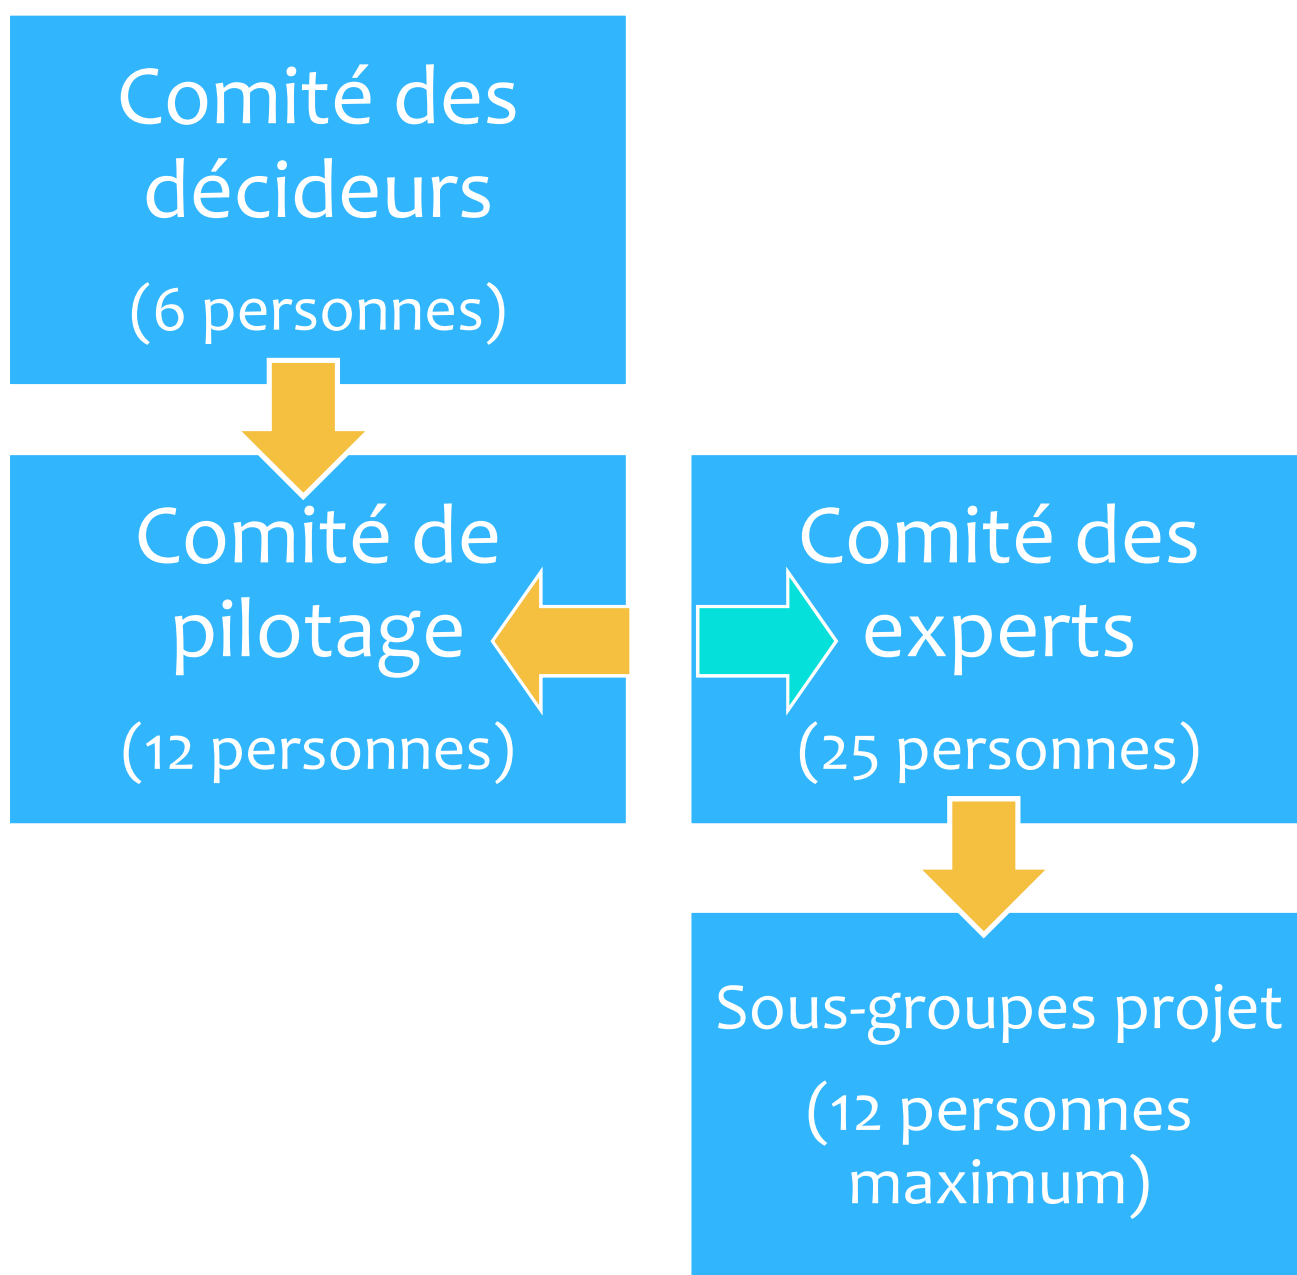 Comité des
décideurs
(6 personnes)
Comité de
pilotage
(12 personnes)
Comité des
experts
(25 personnes)
Sous-groupes projet
(12 personnes
maximum)